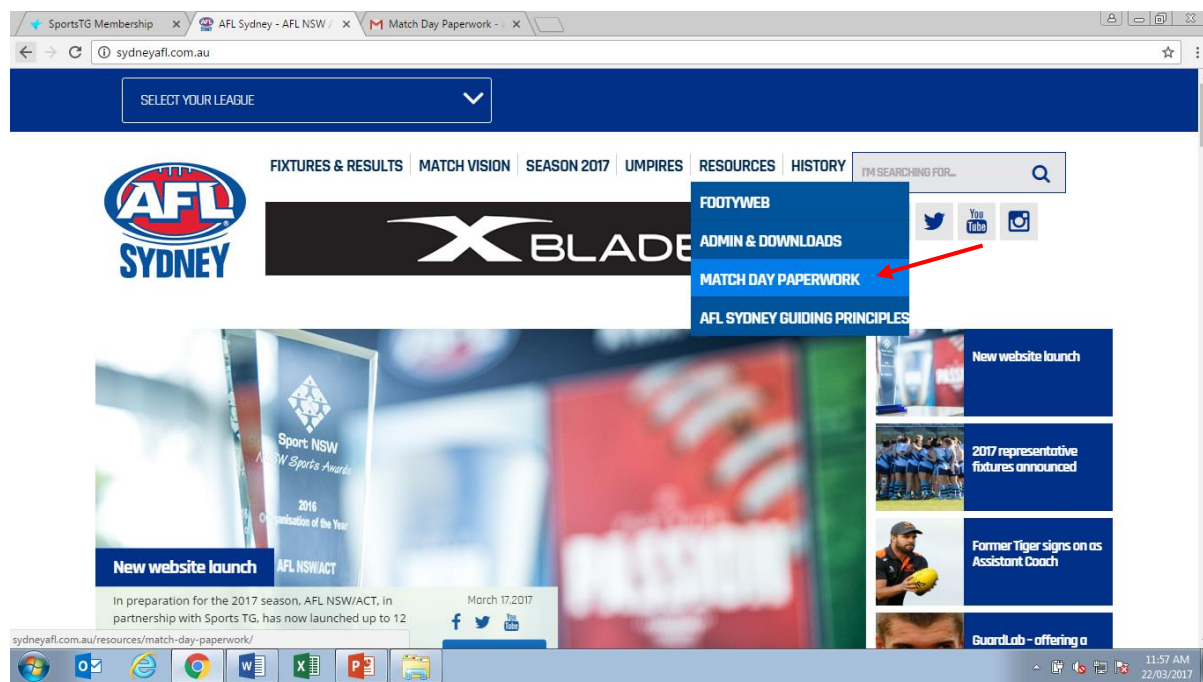 SportsTG Membership
AFL Sydney - AFL NSW /
Match Day Paperwork -
sydneyafl.com.au
SELECT YOUR LEAGUE
AFL
SYDNEY
FIXTURES & RESULTS
MATCH VISION
SEASON 2017
UMPIRES
RESOURCES
HISTORY
I'M SEARCHING FOR...
FOOTYWEB
ADMIN & DOWNLOADS
MATCH DAY PAPERWORK
AFL SYDNEY GUIDING PRINCIPLES
X BLADE
You
Tube
Sport NSW
NSW Sports Awards
2016
Organisation of the Year
AFL NSW/ACT
PASSION
New website launch
In preparation for the 2017 season, AFL NSW/ACT, in
partnership with Sports TG, has now launched up to 12
March 17,2017
You
Tube
New website launch
2017 representative
fixtures announced
Former Tiger signs on as
Assistant Coach
GuardLab - offering a
sydneyafl.com.au/resources/match-day-paperwork/
11:57 AM
22/03/2017